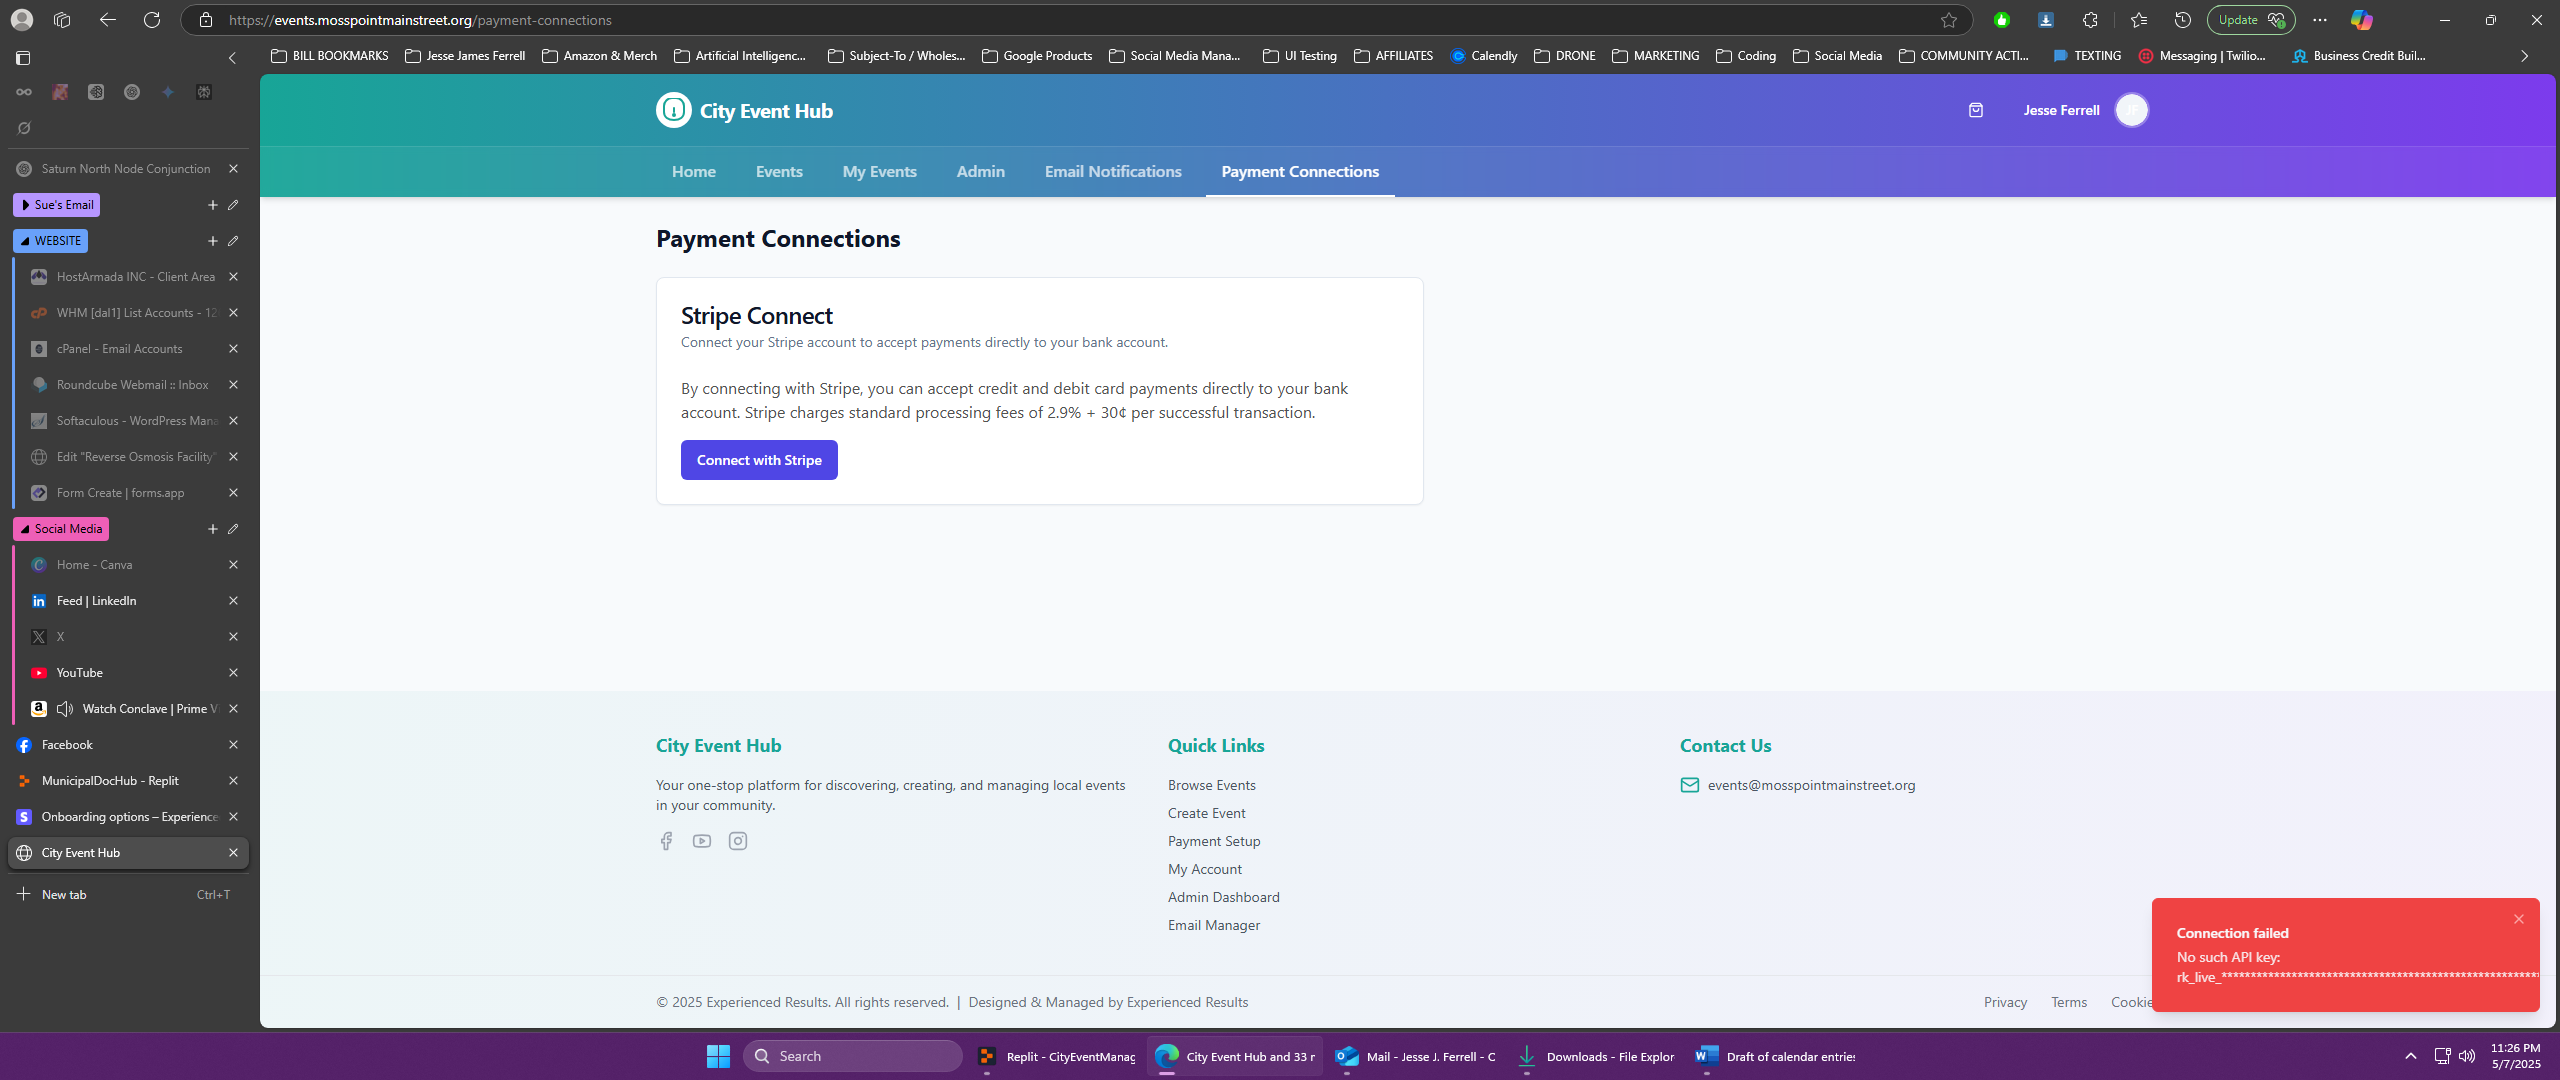 https://events.mosspointmainstreet.org/payment-connections
Update
BILL BOOKMARKS
Jesse James Ferrell
Amazon & Merch
Artificial Intelligenc...
Subject-To / Wholes...
Google Products
Social Media Mana...
UI Testing
AFFILIATES
Calendly
DRONE
MARKETING
Coding
Social Media
COMMUNITY ACTI...
TEXTING
Messaging | Twilio...
Business Credit Buil...
Saturn North Node Conjunction
Sue's Email
WEBSITE
HostArmada INC - Client Area
WHM [dal1] List Accounts - 12
cPanel - Email Accounts
Roundcube Webmail :: Inbox
Softaculous - WordPress Mana
Edit "Reverse Osmosis Facility"
Form Create | forms.app
Social Media
Home - Canva
Feed | LinkedIn
X
YouTube
Watch Conclave | Prime V
Facebook
MunicipalDocHub - Replit
Onboarding options – Experience
City Event Hub
New tab Ctrl+T
City Event Hub
Jesse Ferrell
JF
Home
Events
My Events
Admin
Email Notifications
Payment Connections
Payment Connections
Stripe Connect
Connect your Stripe account to accept payments directly to your bank account.
By connecting with Stripe, you can accept credit and debit card payments directly to your bank
account. Stripe charges standard processing fees of 2.9% + 30¢ per successful transaction.
Connect with Stripe
City Event Hub
Your one-stop platform for discovering, creating, and managing local events
in your community.
Quick Links
Browse Events
Create Event
Payment Setup
My Account
Admin Dashboard
Email Manager
Contact Us
events@mosspointmainstreet.org
© 2025 Experienced Results. All rights reserved. | Designed & Managed by Experienced Results
Privacy
Terms
Cookie
Connection failed
No such API key:
rk_live_********************************************************
Search
Replit - CityEventManag
City Event Hub and 33 r
Mail - Jesse J. Ferrell - C
Downloads - File Explor
Draft of calendar entries
11:26 PM
5/7/2025